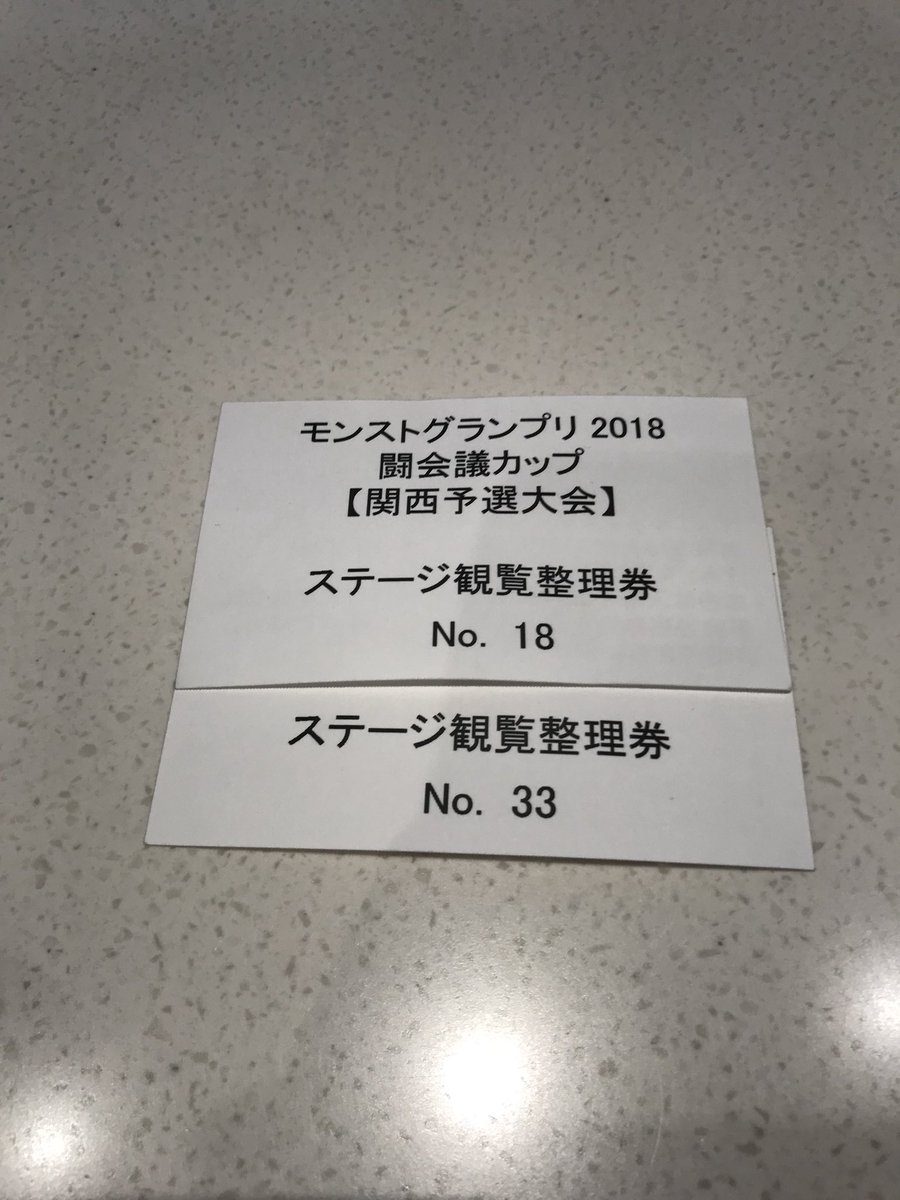 モンストグランプリ 2018
闘会議カップ
【関西予選大会】
ステージ観覧整理券
No. 18
ステージ観覧整理券
No. 33